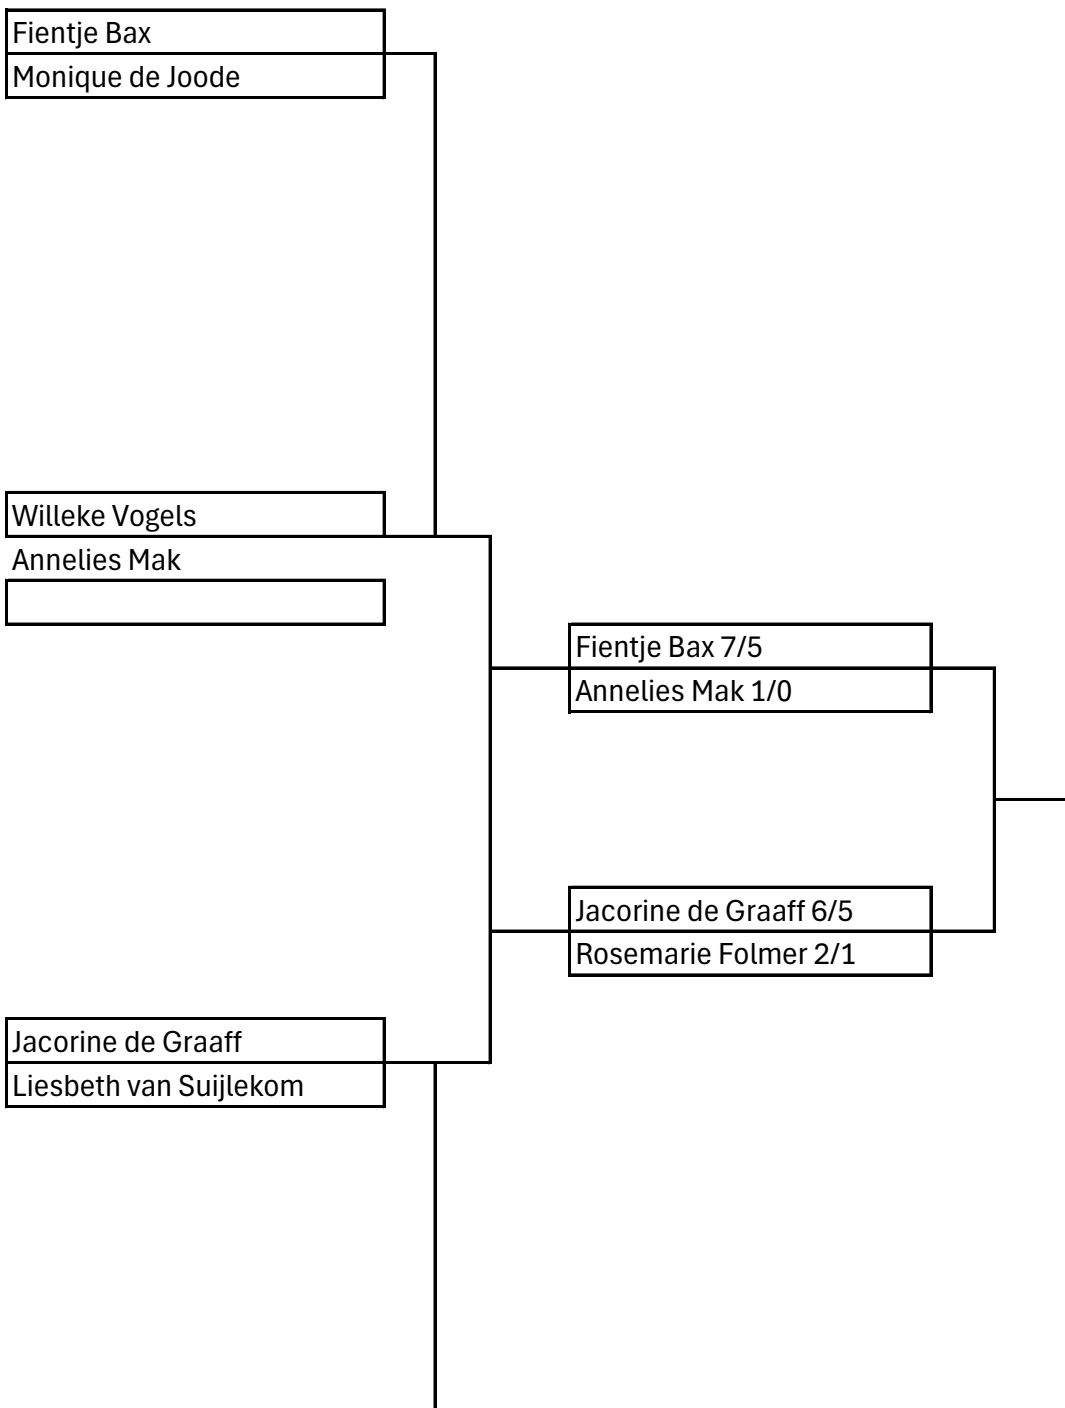 Fientje Bax
Monique de Joode
Willeke Vogels
Annelies Mak
Fientje Bax 7/5
Annelies Mak 1/0
Jacorine de Graaff 6/5
Rosemarie Folmer 2/1
Jacorine de Graaff
Liesbeth van Suijlekom